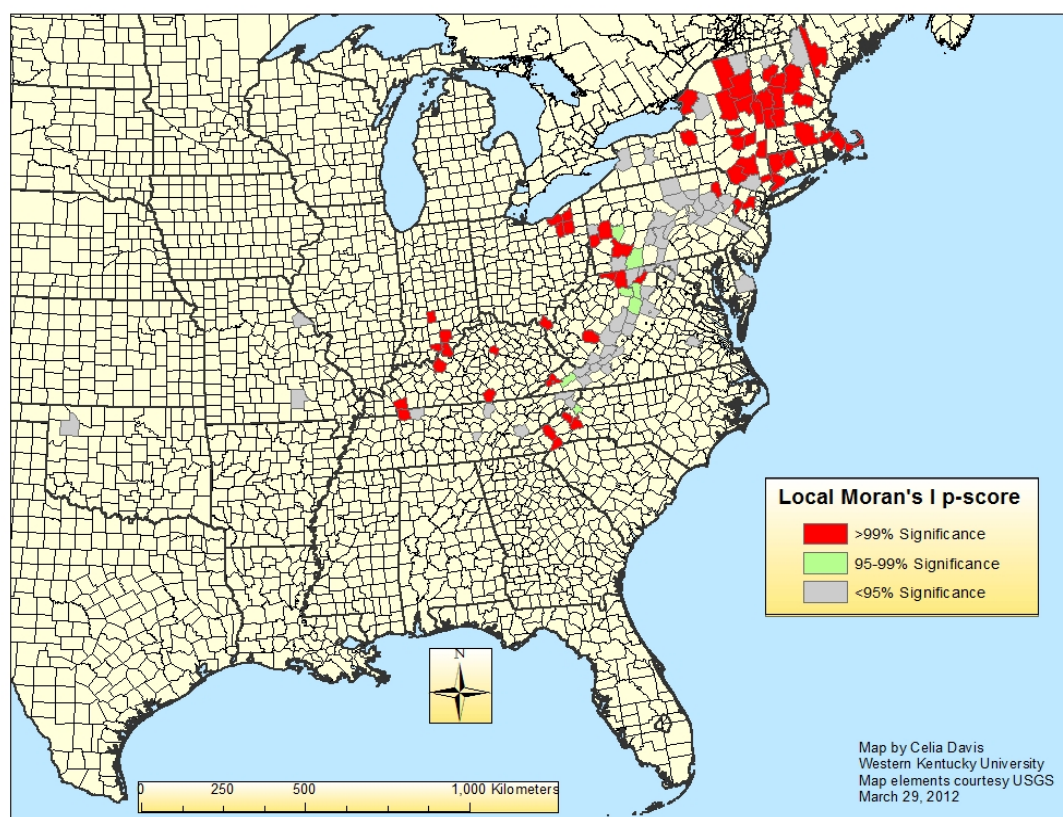 Local Moran's I p-score
>99% Significance
95-99% Significance
<95% Significance
N
0 250 500 1,000 Kilometers
Map by Celia Davis
Western Kentucky University
Map elements courtesy USGS
March 29, 2012